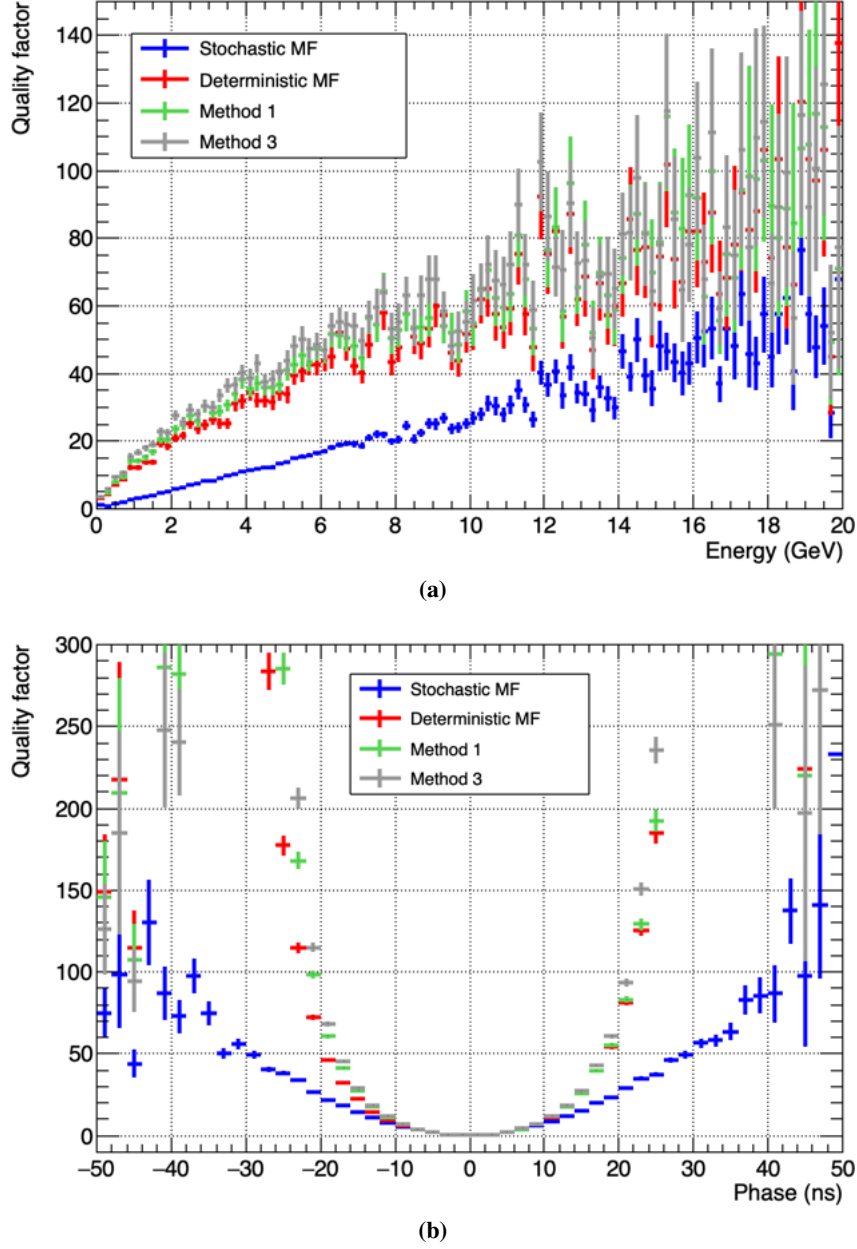 Quality factor
140
120
100
80
60
40
20
0
Stochastic MF
Deterministic MF
Method 1
Method 3
0 2 4 6 8 10 12 14 16 18 20
Energy (GeV)
(a)
Quality factor
300
250
200
150
100
50
0
Stochastic MF
Deterministic MF
Method 1
Method 3
−50 −40 −30 −20 −10 0 10 20 30 40 50
Phase (ns)
(b)